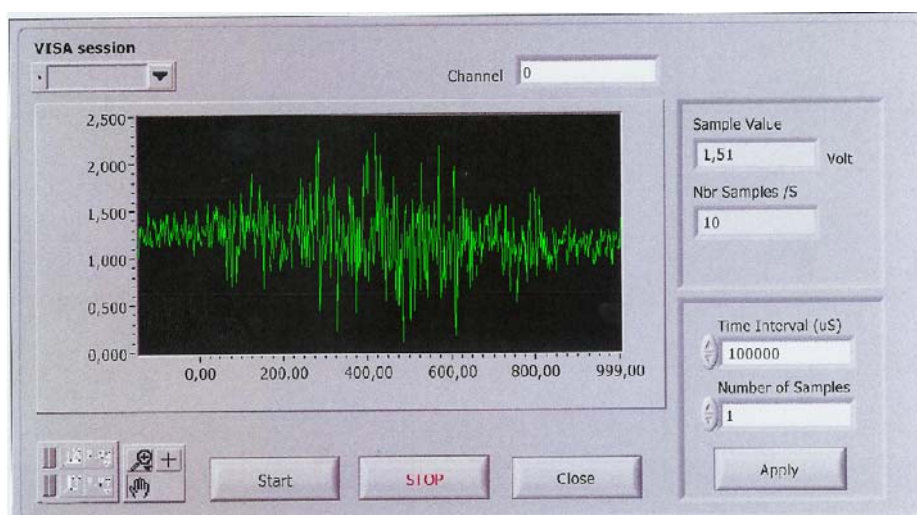 VISA session
Channel 0
2,500
2,000
1,500
1,000
0,500
0,000
0,00 200.00 400,00 600,00 800,00 999,00
Sample Value
1,51 Volt
Nbr Samples /S
10
Time Interval (uS)
100000
Number of Samples
1
Start STOP Close Apply